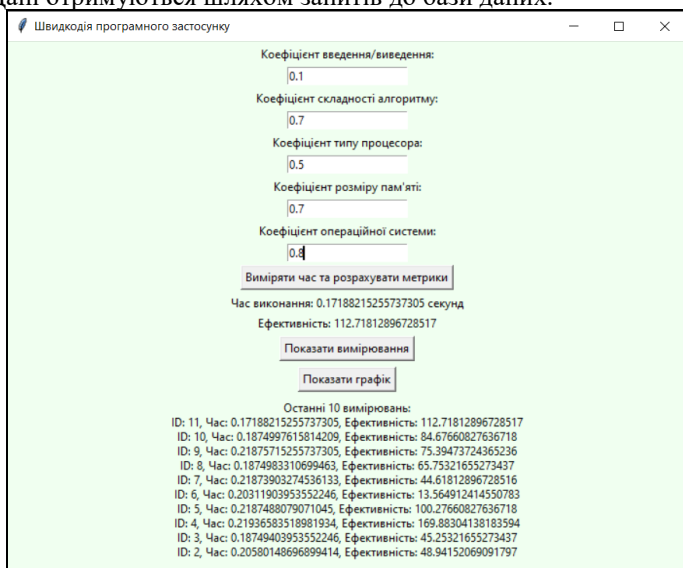 дані отримуються шляхом запитів до бази даних.
Швидкодія програмного застосунку
Коефіцієнт введення/виведення:
0.1
Коефіцієнт складності алгоритму:
0.7
Коефіцієнт типу процесора:
0.5
Коефіцієнт розміру пам'яті:
0.7
Коефіцієнт операційної системи:
0.8
Виміряти час та розрахувати метрики
Час виконання: 0.17188215255737305 секунд
Ефективність: 112.71812896728517
Показати вимірювання
Показати графік
Останні 10 вимірювань:
ID: 11, Час: 0.17188215255737305, Ефективність: 112.71812896728517
ID: 10, Час: 0.1874997615814209, Ефективність: 84.67660827636718
ID: 9, Час: 0.21875715255737305, Ефективність: 75.39473724365236
ID: 8, Час: 0.1874983310699463, Ефективність: 65.75321655273437
ID: 7, Час: 0.21873903274536133, Ефективність: 44.61812896728516
ID: 6, Час: 0.20311903953552246, Ефективність: 13.564912414550783
ID: 5, Час: 0.2187488079071045, Ефективність: 100.27660827636718
ID: 4, Час: 0.21936583518981934, Ефективність: 169.88304138183594
ID: 3, Час: 0.18749403953552246, Ефективність: 45.25321655273437
ID: 2, Час: 0.20580148696899414, Ефективність: 48.94152069091797